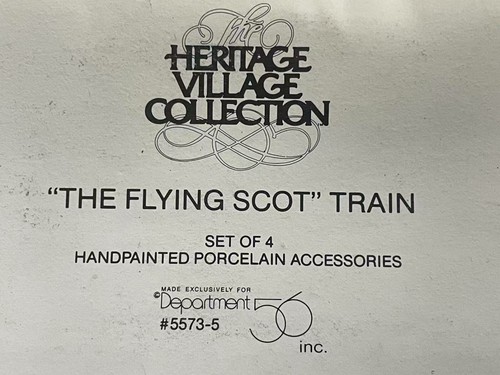 The
HERITAGE
VILLAGE
COLLECTION
"THE FLYING SCOT" TRAIN
SET OF 4
HANDPAINTED PORCELAIN ACCESSORIES
MADE EXCLUSIVELY FOR
©Department 56
#5573-5
inc.